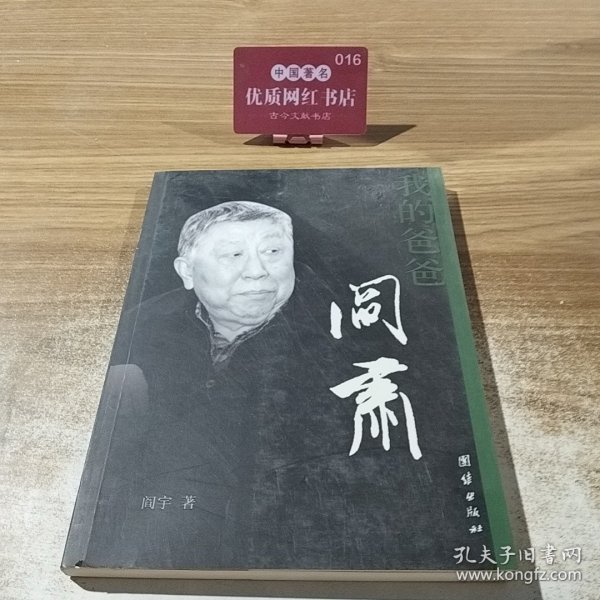 016
中国著名
优质网红书店
古今文献书店
我的爸爸
阎肃
阎宇 著
团结出版社
孔夫子旧书网
www.kongfz.com